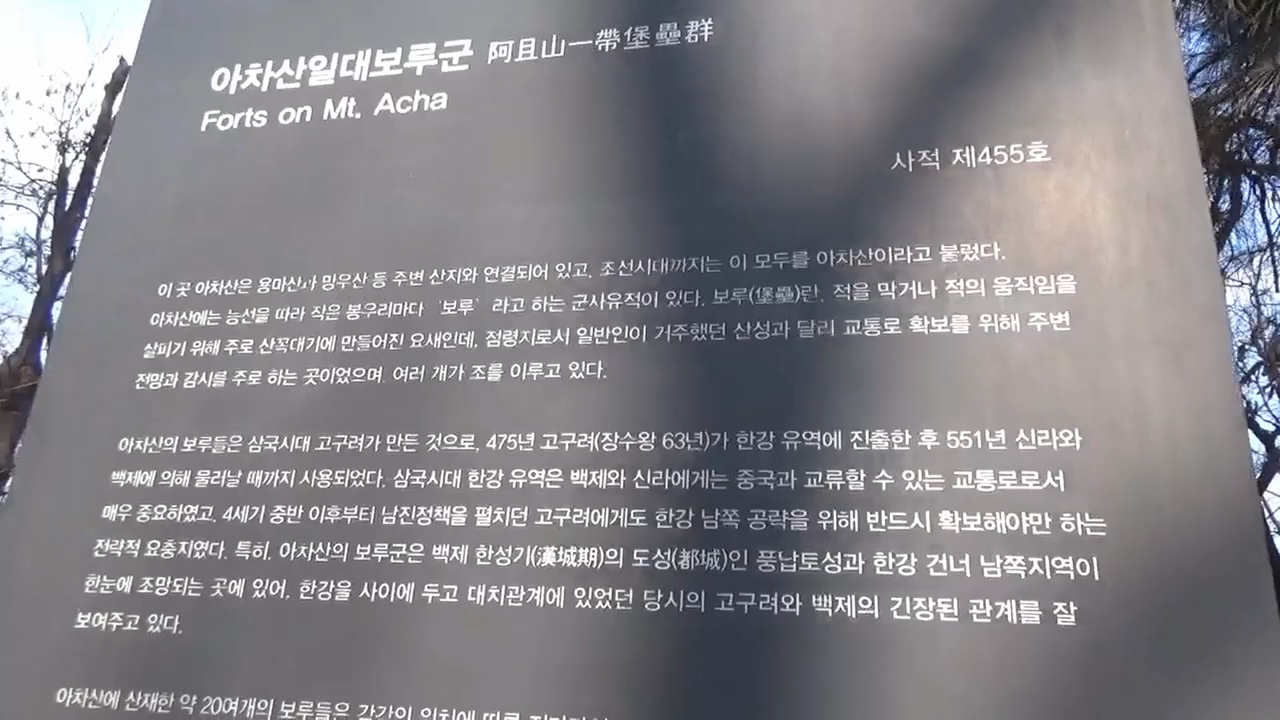 아차산일대보루군 阿且山一帶堡壘群
Forts on Mt. Acha
사적 제455호
이 곳 아차산은 용마산과 망우산 등 주변 산지와 연결되어 있고, 조선시대까지는 이 모두를 아차산이라고 불렀다.
아차산에는 능선을 따라 작은 봉우리마다 '보루' 라고 하는 군사유적이 있다. 보루(堡壘)란, 적을 막거나 적의 움직임을
살피기 위해 주로 산꼭대기에 만들어진 요새인데, 점령지로서 일반인이 거주했던 산성과 달리 교통로 확보를 위해 주변
전망과 감시를 주로 하는 곳이었으며, 여러 개가 조를 이루고 있다.
아차산의 보루들은 삼국시대 고구려가 만든 것으로, 475년 고구려(장수왕 63년)가 한강 유역에 진출한 후 551년 신라와
백제에 의해 물러날 때까지 사용되었다. 삼국시대 한강 유역은 백제와 신라에게는 중국과 교류할 수 있는 교통로로서
매우 중요하였고, 4세기 중반 이후부터 남진정책을 펼치던 고구려에게도 한강 남쪽 공략을 위해 반드시 확보해야만 하는
전략적 요충지였다. 특히, 아차산의 보루군은 백제 한성기(漢城期)의 도성(都城)인 풍납토성과 한강 건너 남쪽지역이
한눈에 조망되는 곳에 있어, 한강을 사이에 두고 대치관계에 있었던 당시의 고구려와 백제의 긴장된 관계를 잘
보여주고 있다.
아차산에 산재한 약 20여개의 보루들은 각각의 위치에 따른